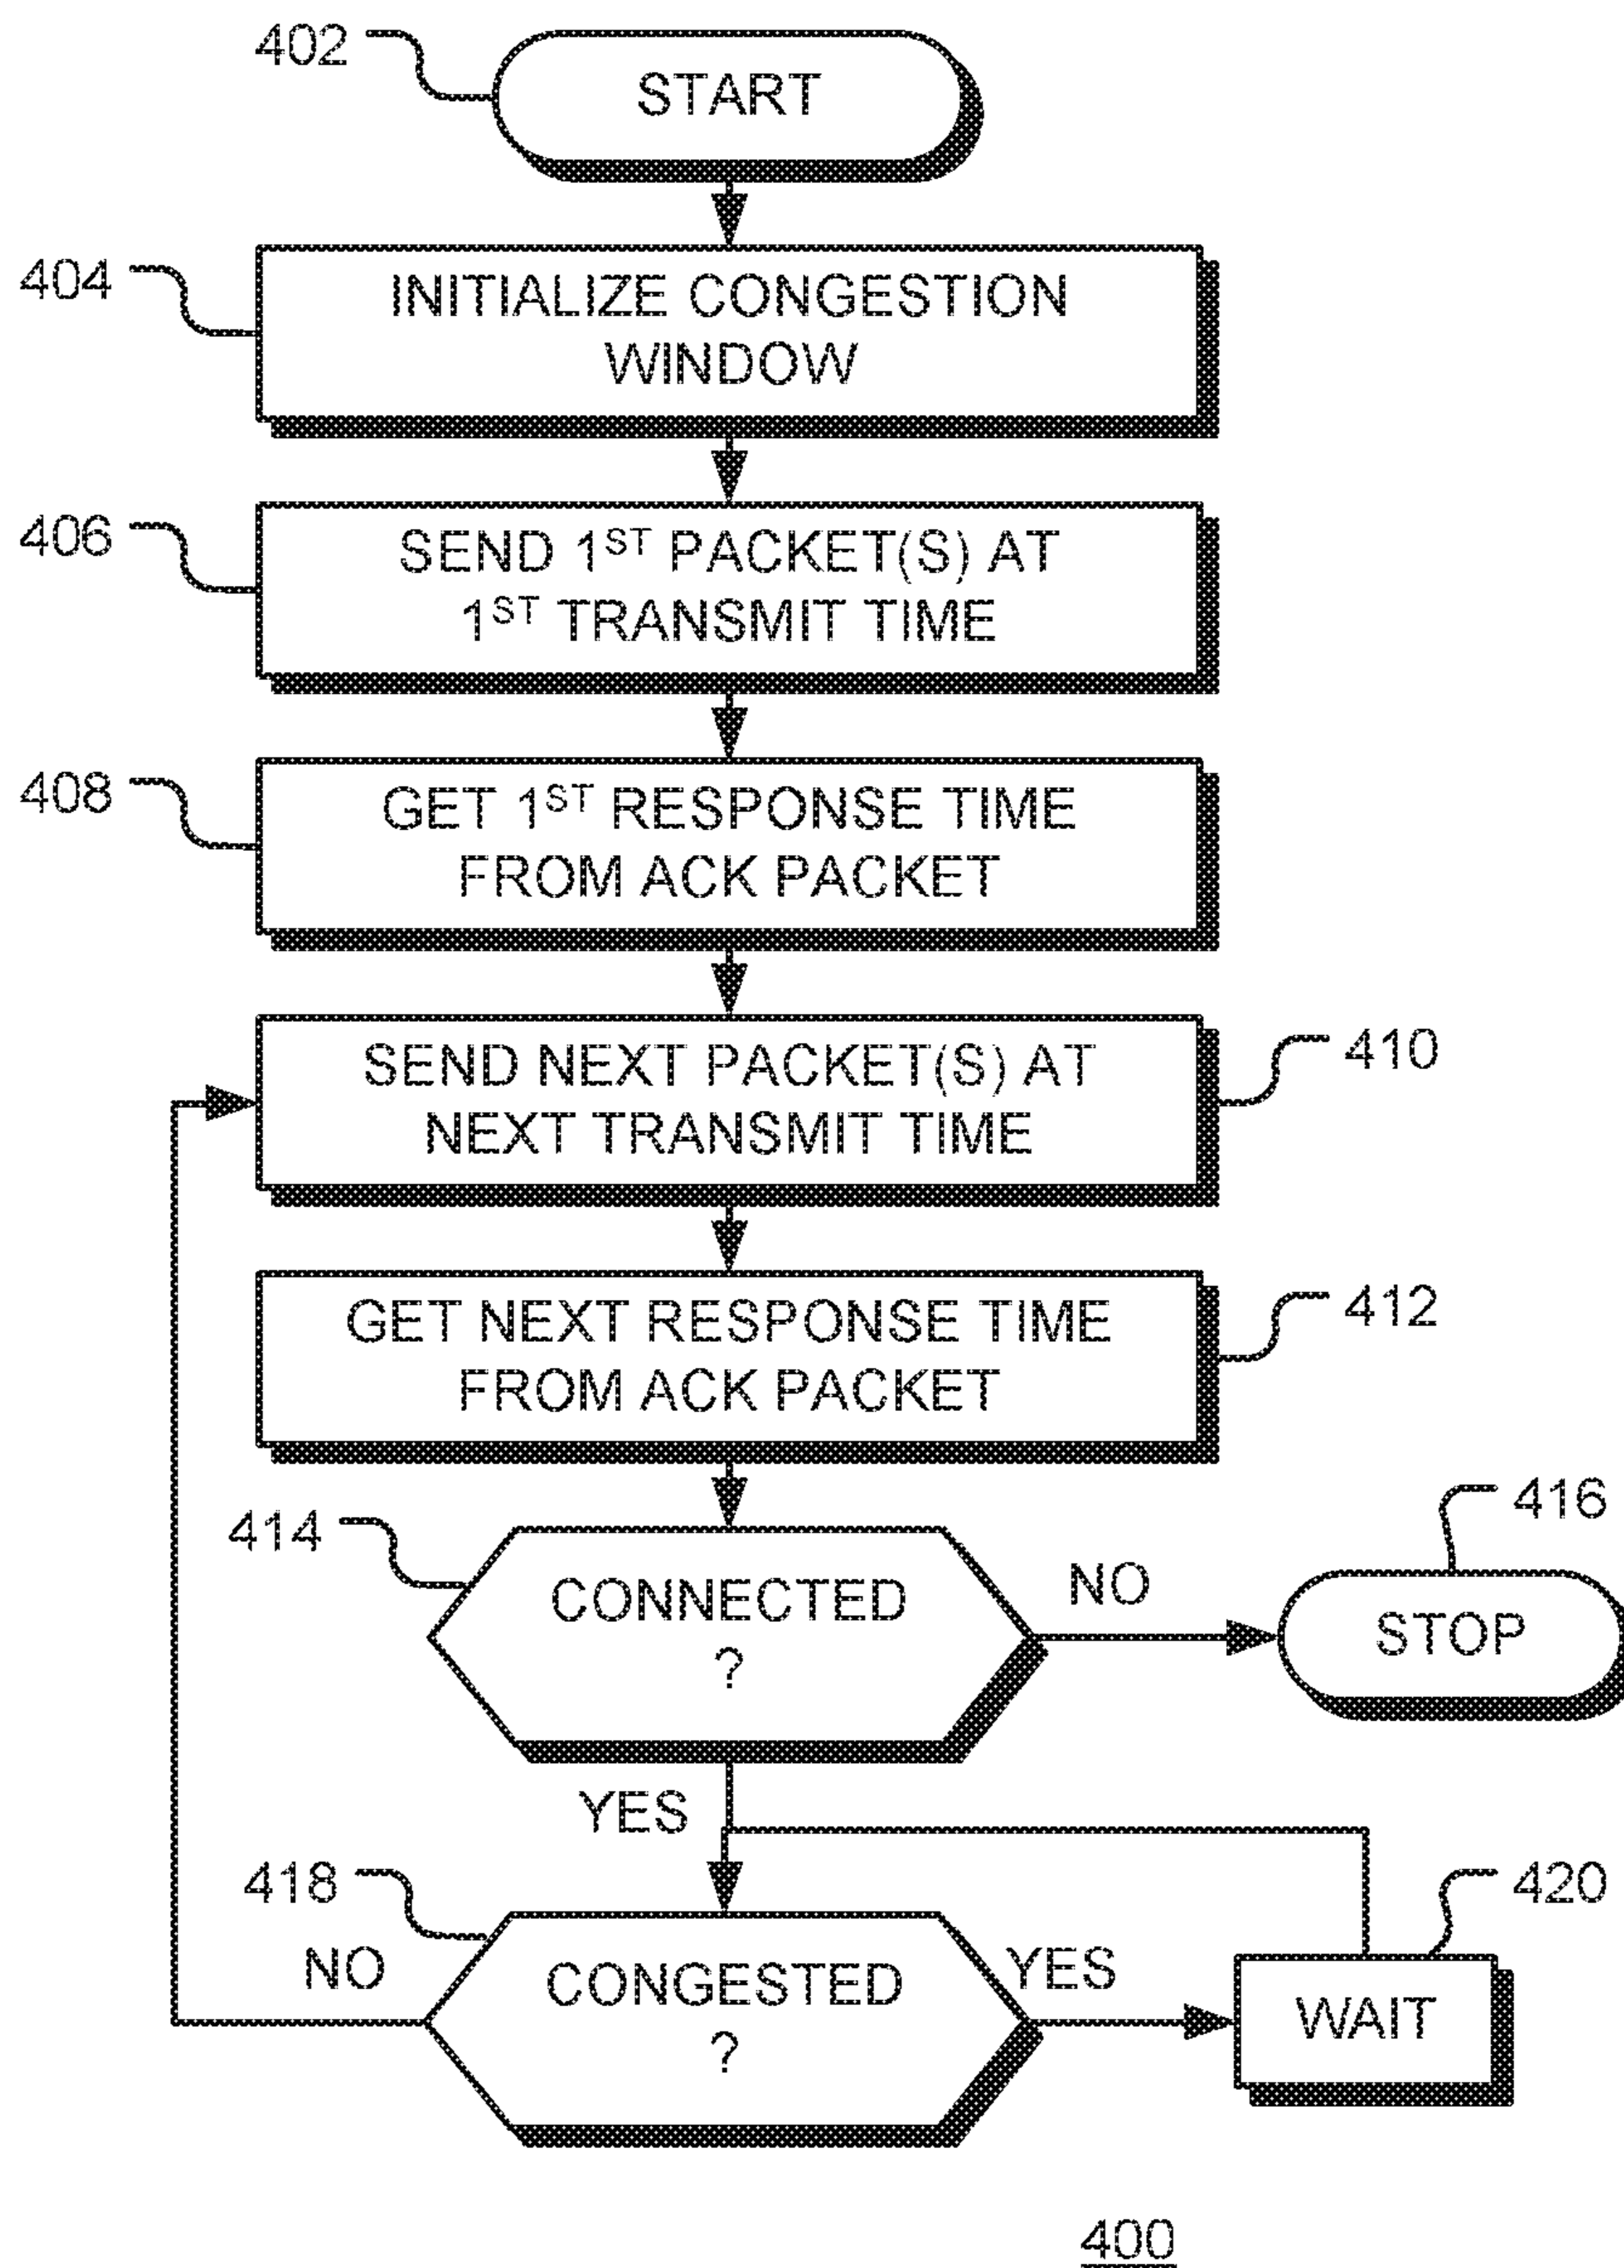 402
START
404
INITIALIZE CONGESTION
WINDOW
406
SEND 1ST PACKET(S) AT
1ST TRANSMIT TIME
408
GET 1ST RESPONSE TIME
FROM ACK PACKET
SEND NEXT PACKET(S) AT
NEXT TRANSMIT TIME
410
GET NEXT RESPONSE TIME
FROM ACK PACKET
412
414
CONNECTED
?
NO
416
STOP
YES
418
NO
CONGESTED
?
YES
420
WAIT
400